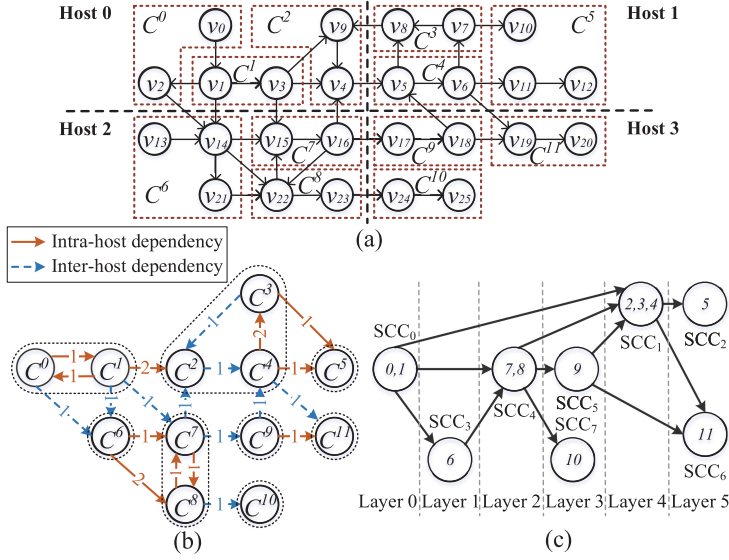 Host 0
C⁰
C²
Host 1
C⁵
v₀
v₉
v₈
C³
v₇
v₁₀
v₂
v₁
C¹
v₃
v₄
v₅
C⁴
v₆
v₁₁
v₁₂
Host 2
Host 3
v₁₃
v₁₄
v₁₅
C⁷
v₁₆
v₁₇
C⁹
v₁₈
v₁₉
C¹¹
v₂₀
C⁶
C⁸
C¹⁰
v₂₁
v₂₂
v₂₃
v₂₄
v₂₅
(a)
Intra-host dependency
Inter-host dependency
C³
1
2
1
C⁰
1
1
C¹
2
C²
1
C⁴
1
C⁵
1
1
1
1
1
1
C⁶
1
C⁷
1
C⁹
1
C¹¹
2
1
1
C⁸
1
C¹⁰
(b)
2,3,4
5
SCC₀
SCC₁
SCC₂
0,1
7,8
9
SCC₃
SCC₄
SCC₅
SCC₇
6
10
11
SCC₆
Layer 0
Layer 1
Layer 2
Layer 3
Layer 4
Layer 5
(c)